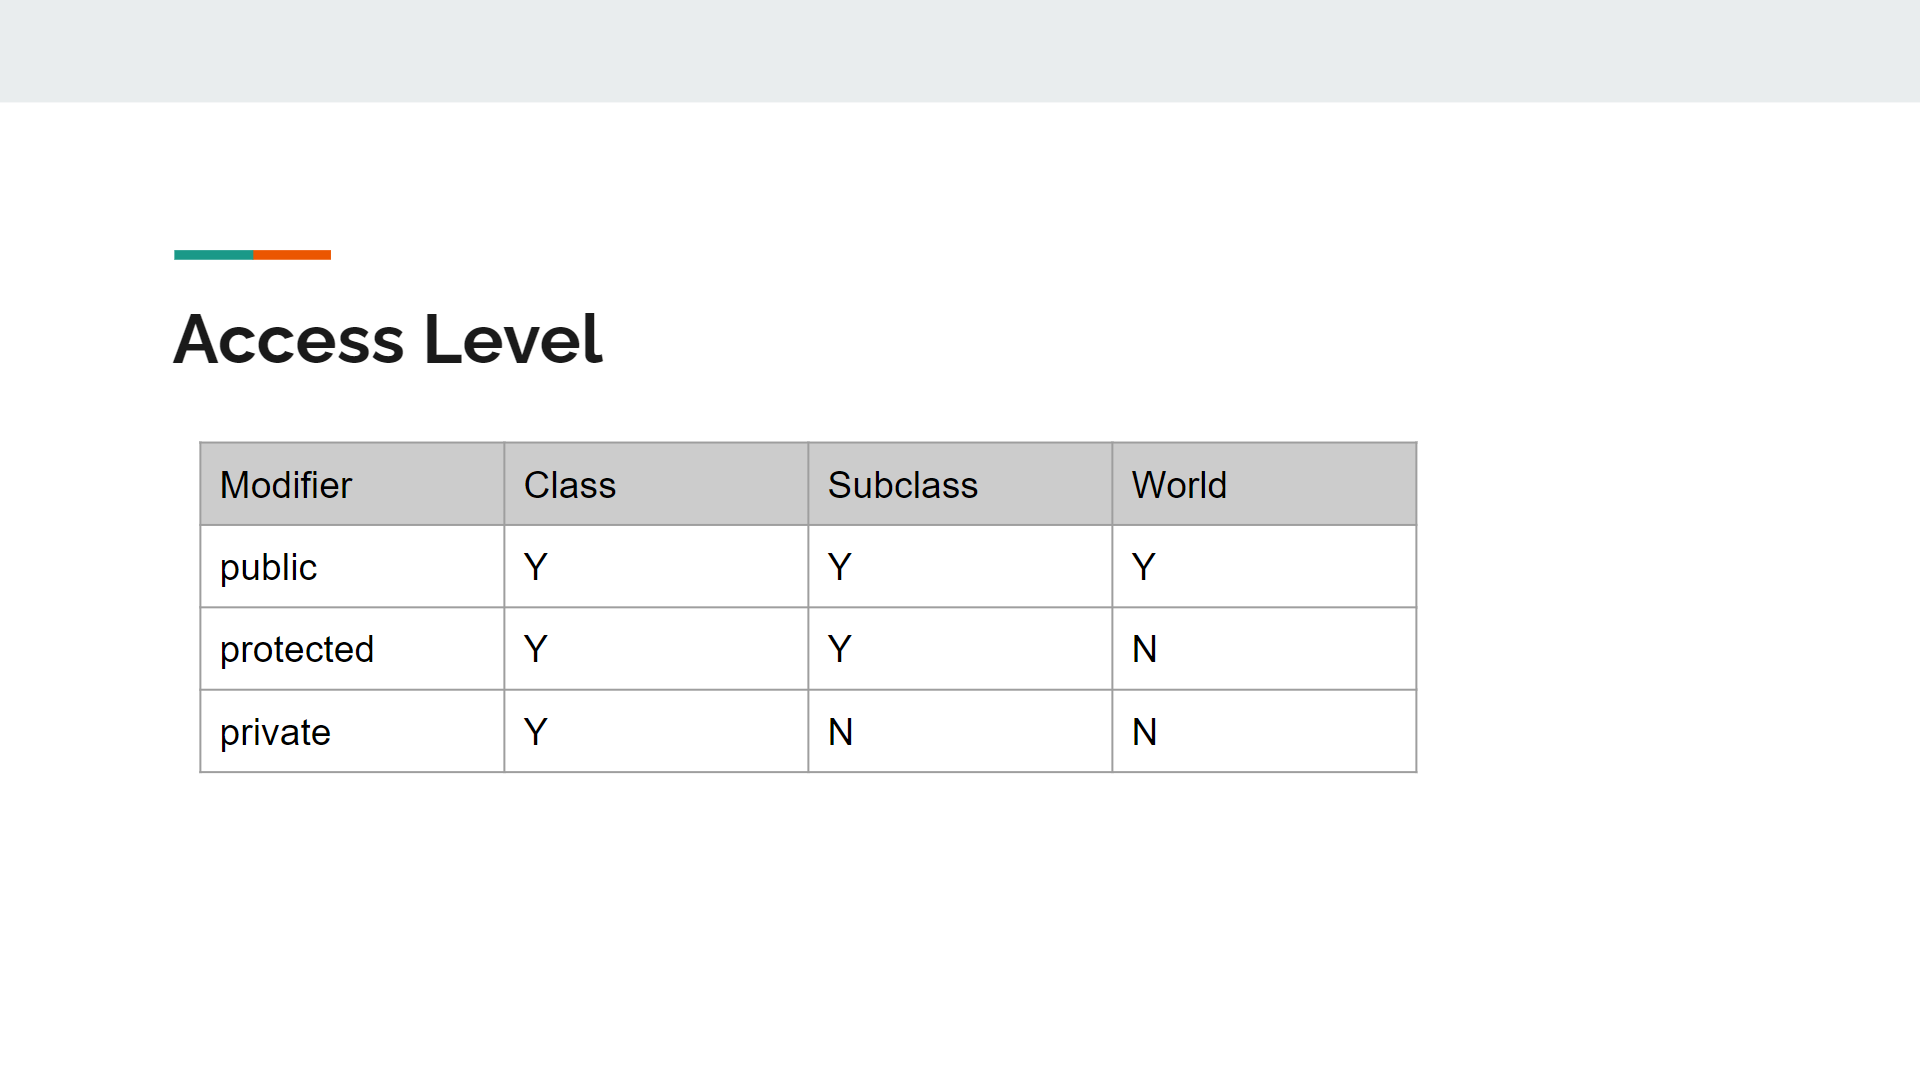 Access Level
Modifier Class Subclass World
public Y Y Y
protected Y Y N
private Y N N